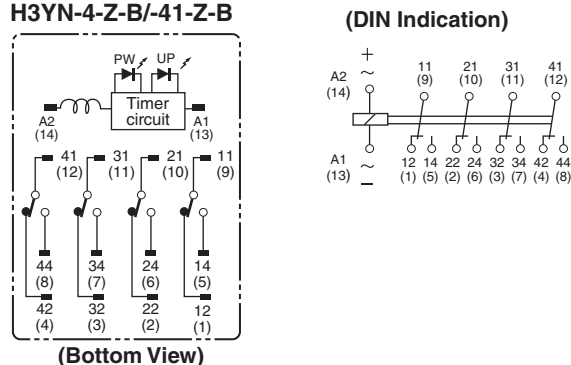 H3YN-4-Z-B/-41-Z-B
PW UP
Timer
circuit
A2
(14)
A1
(13)
41 31 21 11
(12) (11) (10) (9)
44 34 24 14
(8) (7) (6) (5)
42 32 22 12
(4) (3) (2) (1)
(Bottom View)
(DIN Indication)
+
~
A2
(14)
11 21 31 41
(9) (10) (11) (12)
A1
(13)
~
−
12 14 22 24 32 34 42 44
(1) (5) (2) (6) (3) (7) (4) (8)